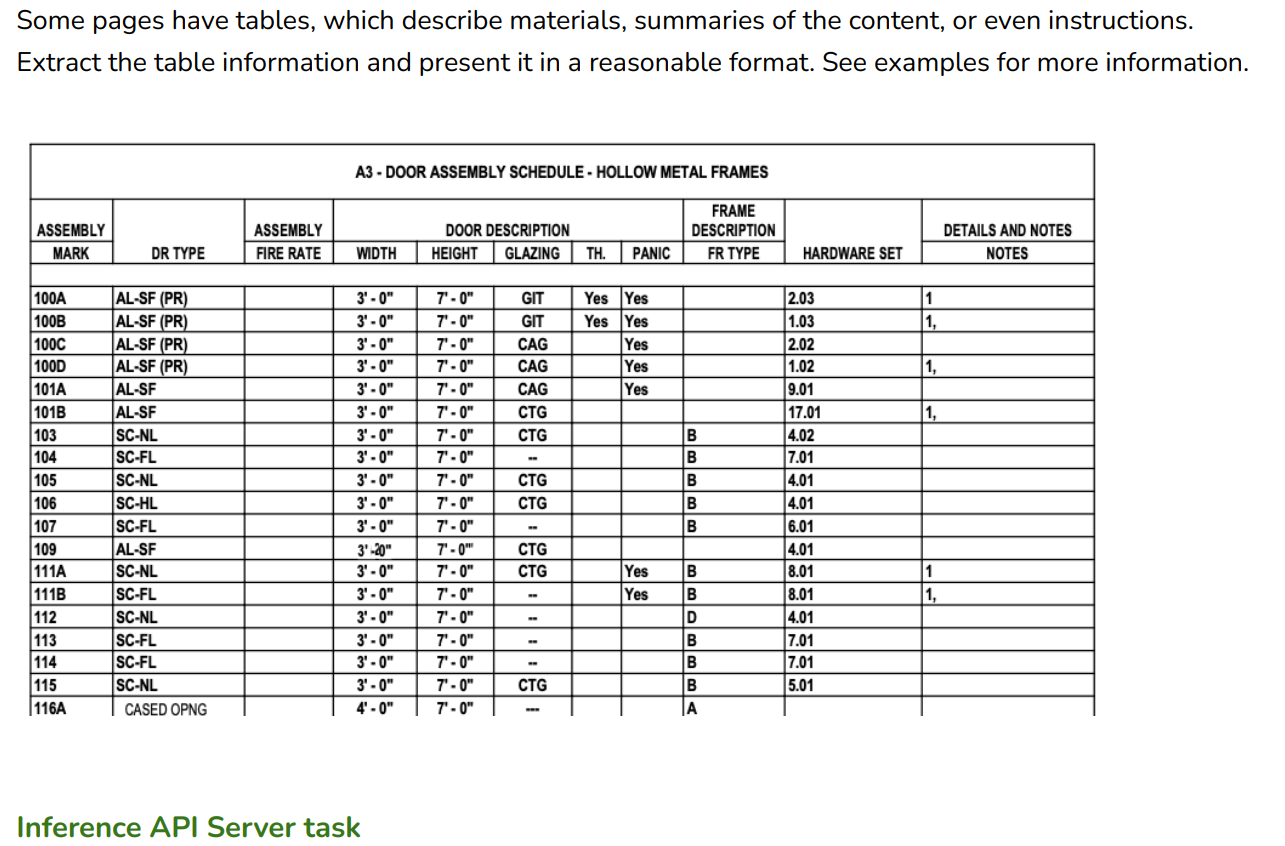 Some pages have tables, which describe materials, summaries of the content, or even instructions.
Extract the table information and present it in a reasonable format. See examples for more information.
A3 - DOOR ASSEMBLY SCHEDULE - HOLLOW METAL FRAMES
FRAME
ASSEMBLY ASSEMBLY DOOR DESCRIPTION DESCRIPTION DETAILS AND NOTES
MARK DR TYPE FIRE RATE WIDTH HEIGHT GLAZING TH. PANIC FR TYPE HARDWARE SET NOTES
100A AL-SF (PR) 3' - 0" 7' - 0" GIT Yes Yes 2.03 1
100B AL-SF (PR) 3' - 0" 7' - 0" GIT Yes Yes 1.03 1,
100C AL-SF (PR) 3' - 0" 7' - 0" CAG Yes 2.02
100D AL-SF (PR) 3' - 0" 7' - 0" CAG Yes 1.02 1,
101A AL-SF 3' - 0" 7' - 0" CAG Yes 9.01
101B AL-SF 3' - 0" 7' - 0" CTG 17.01 1,
103 SC-NL 3' - 0" 7' - 0" CTG B 4.02
104 SC-FL 3' - 0" 7' - 0" -- B 7.01
105 SC-NL 3' - 0" 7' - 0" CTG B 4.01
106 SC-HL 3' - 0" 7' - 0" CTG B 4.01
107 SC-FL 3' - 0" 7' - 0" -- B 6.01
109 AL-SF 7' - 0"" CTG 4.01
111A SC-NL 3' - 0" 7' - 0" CTG Yes B 8.01 1
111B SC-FL 3' - 0" 7' - 0" -- Yes B 8.01 1,
112 SC-NL 3' - 0" 7' - 0" -- D 4.01
113 SC-FL 3' - 0" 7' - 0" -- B 7.01
114 SC-FL 3' - 0" 7' - 0" -- B 7.01
115 SC-NL 3' - 0" 7' - 0" CTG B 5.01
116A CASED OPNG 4' - 0" 7' - 0" --- A
Inference API Server task